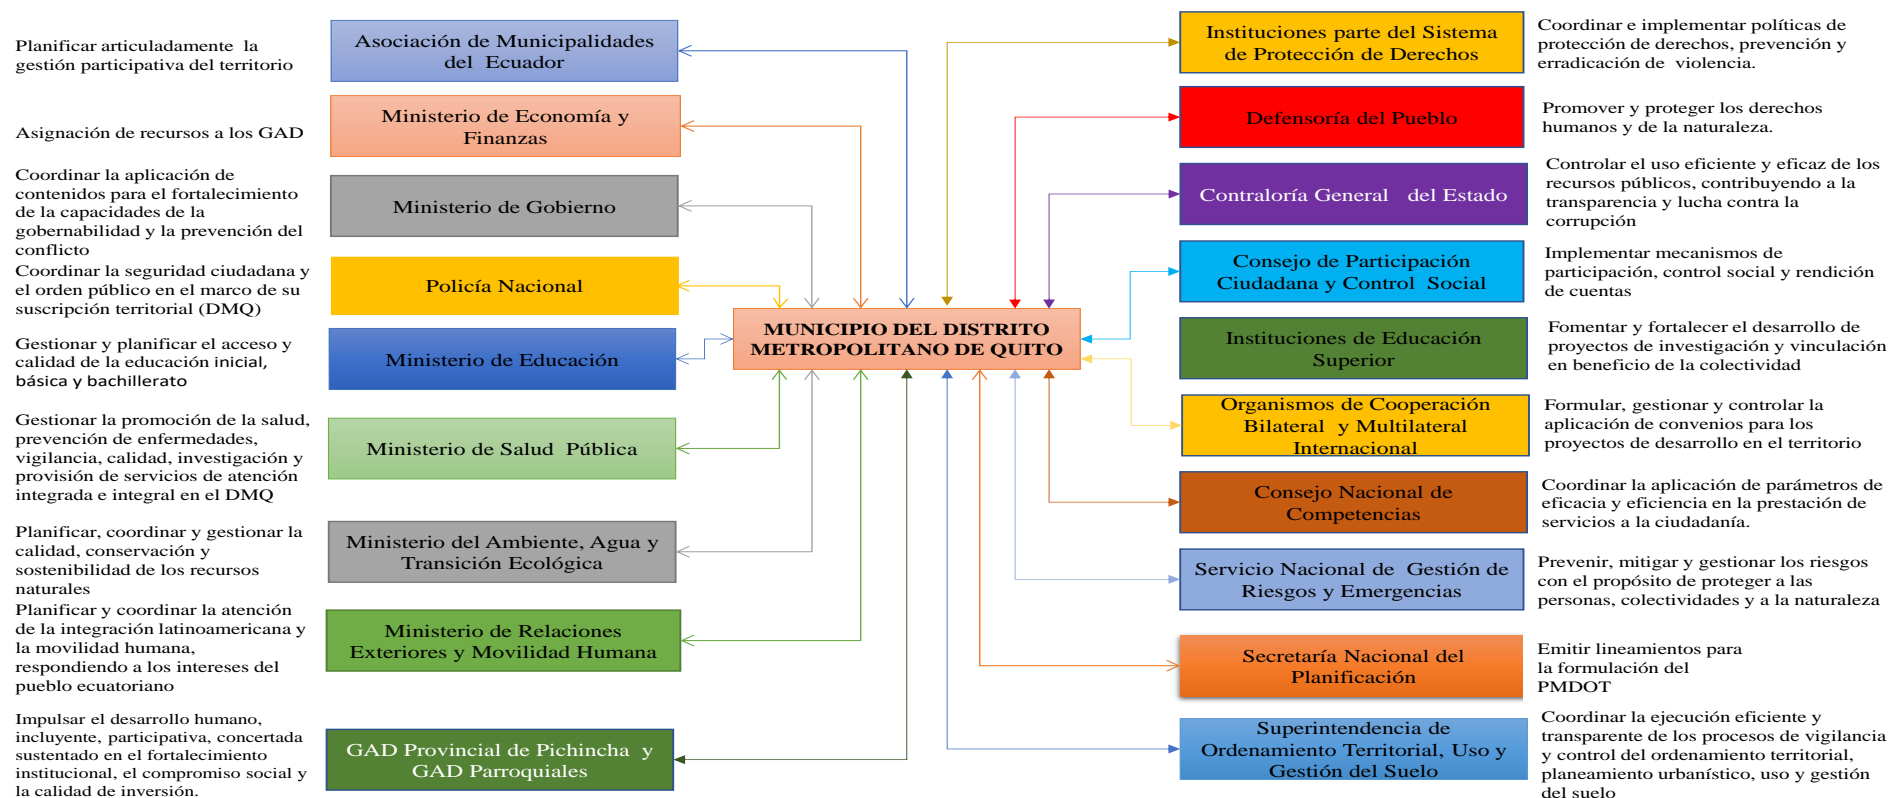 Planificar articuladamente la
gestión participativa del territorio
Asociación de Municipalidades
del Ecuador
Asignación de recursos a los GAD
Ministerio de Economía y
Finanzas
Coordinar la aplicación de
contenidos para el fortalecimiento
de la capacidades de la
gobernabilidad y la prevención del
conflicto
Ministerio de Gobierno
Coordinar la seguridad ciudadana y
el orden público en el marco de su
suscripción territorial (DMQ)
Policía Nacional
Gestionar y planificar el acceso y
calidad de la educación inicial,
básica y bachillerato
Ministerio de Educación
Gestionar la promoción de la salud,
prevención de enfermedades,
vigilancia, calidad, investigación y
provisión de servicios de atención
integrada e integral en el DMQ
Ministerio de Salud Pública
Planificar, coordinar y gestionar la
calidad, conservación y
sostenibilidad de los recursos
naturales
Ministerio del Ambiente, Agua y
Transición Ecológica
Planificar y coordinar la atención
de la integración latinoamericana y
la movilidad humana,
respondiendo a los intereses del
pueblo ecuatoriano
Ministerio de Relaciones
Exteriores y Movilidad Humana
Impulsar el desarrollo humano,
incluyente, participativa, concertada
sustentado en el fortalecimiento
institucional, el compromiso social y
la calidad de inversión.
GAD Provincial de Pichincha y
GAD Parroquiales
MUNICIPIO DEL DISTRITO
METROPOLITANO DE QUITO
Instituciones parte del Sistema
de Protección de Derechos
Coordinar e implementar políticas de
protección de derechos, prevención y
erradicación de violencia.
Defensoría del Pueblo
Promover y proteger los derechos
humanos y de la naturaleza.
Contraloría General del Estado
Controlar el uso eficiente y eficaz de los
recursos públicos, contribuyendo a la
transparencia y lucha contra la
corrupción
Consejo de Participación
Ciudadana y Control Social
Implementar mecanismos de
participación, control social y rendición
de cuentas
Instituciones de Educación
Superior
Fomentar y fortalecer el desarrollo de
proyectos de investigación y vinculación
en beneficio de la colectividad
Organismos de Cooperación
Bilateral y Multilateral
Internacional
Formular, gestionar y controlar la
aplicación de convenios para los
proyectos de desarrollo en el territorio
Consejo Nacional de
Competencias
Coordinar la aplicación de parámetros de
eficacia y eficiencia en la prestación de
servicios a la ciudadanía.
Servicio Nacional de Gestión de
Riesgos y Emergencias
Prevenir, mitigar y gestionar los riesgos
con el propósito de proteger a las
personas, colectividades y a la naturaleza
Secretaría Nacional del
Planificación
Emitir lineamientos para
la formulación del
PMDOT
Superintendencia de
Ordenamiento Territorial, Uso y
Gestión del Suelo
Coordinar la ejecución eficiente y
transparente de los procesos de vigilancia
y control del ordenamiento territorial,
planeamiento urbanístico, uso y gestión
del suelo